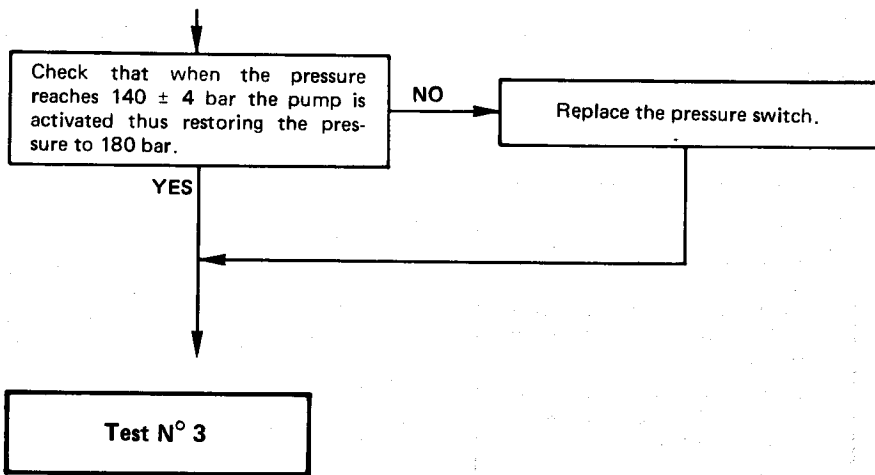 Check that when the pressure
reaches 140 ± 4 bar the pump is
activated thus restoring the pres-
sure to 180 bar.
NO
Replace the pressure switch.
YES
Test N° 3